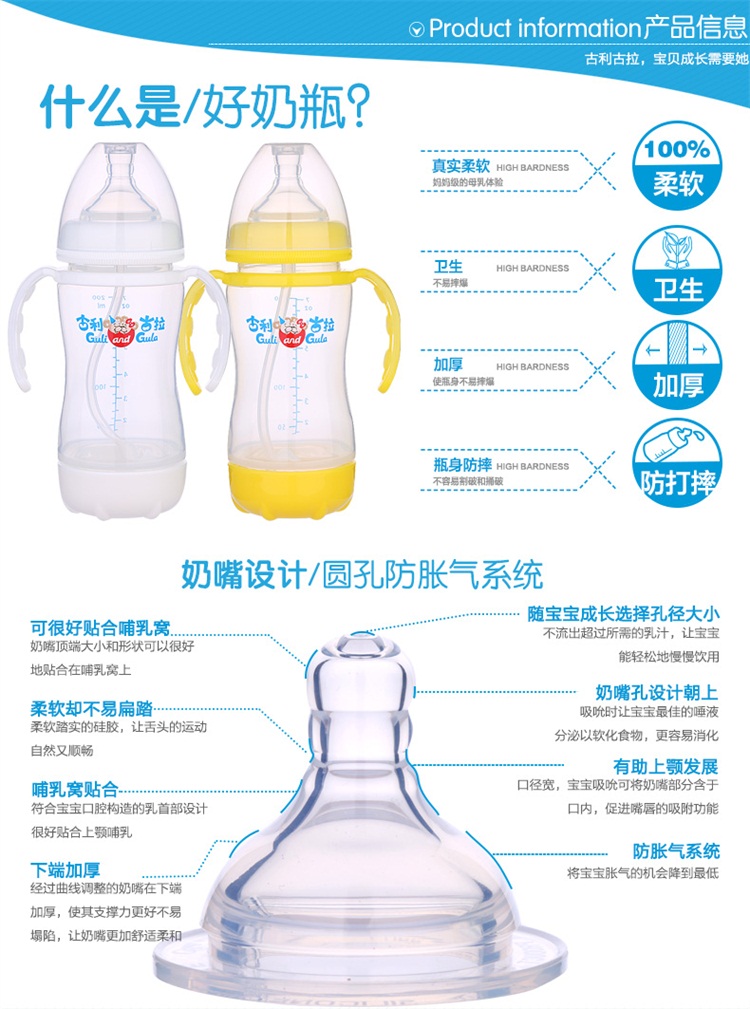 Product information产品信息
古利古拉，宝贝成长需要她
什么是/好奶瓶?
真实柔软 HIGH BARDNESS
妈妈级的母乳体验
100%
柔软
卫生 HIGH BARDNESS
不易摔爆
卫生
加厚 HIGH BARDNESS
使瓶身不易摔爆
加厚
瓶身防摔 HIGH BARDNESS
不容易割破和捅破
防打摔
古利 古拉
Guli and Gula
古利 古拉
Guli and Gula
奶嘴设计/圆孔防胀气系统
可很好贴合哺乳窝
奶嘴顶端大小和形状可以很好
地贴合在哺乳窝上
柔软却不易扁踏
柔软踏实的硅胶，让舌头的运动
自然又顺畅
哺乳窝贴合
符合宝宝口腔构造的乳首部设计
很好贴合上颚哺乳
下端加厚
经过曲线调整的奶嘴在下端
加厚，使其支撑力更好不易
塌陷，让奶嘴更加舒适柔和
随宝宝成长选择孔径大小
不流出超过所需的乳汁，让宝宝
能轻松地慢慢饮用
奶嘴孔设计朝上
吸吮时让宝宝最佳的唾液
分泌以软化食物，更容易消化
有助上颚发展
口径宽，宝宝吸吮可将奶嘴部分含于
口内，促进嘴唇的吸附功能
防胀气系统
将宝宝胀气的机会降到最低